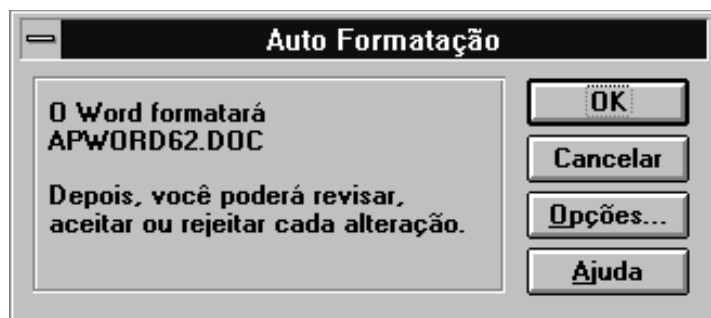 Auto Formatação
O Word formatará
APWORD62.DOC
Depois, você poderá revisar,
aceitar ou rejeitar cada alteração.
OK
Cancelar
Opções...
Ajuda